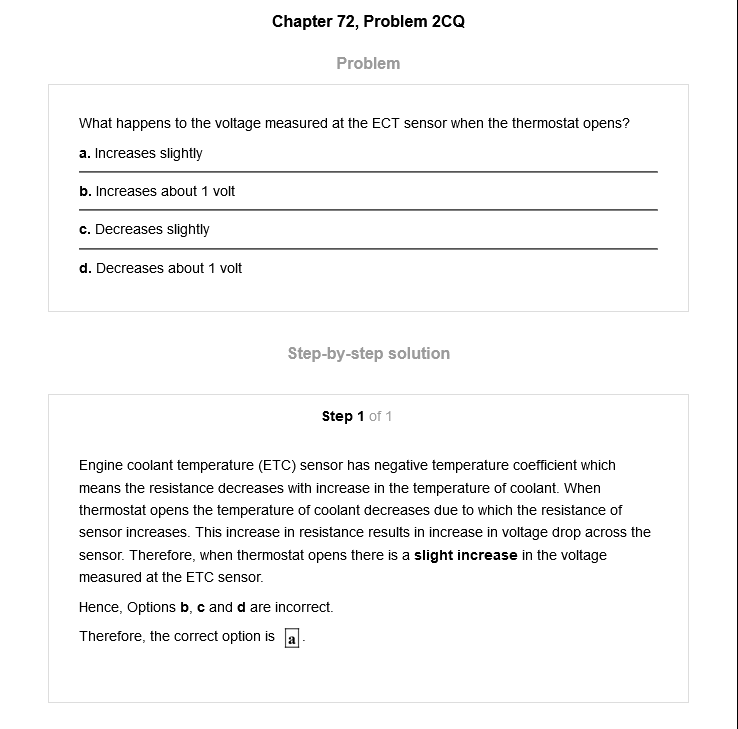 Chapter 72, Problem 2CQ
Problem
What happens to the voltage measured at the ECT sensor when the thermostat opens?
a. Increases slightly
b. Increases about 1 volt
c. Decreases slightly
d. Decreases about 1 volt
Step-by-step solution
Step 1 of 1
Engine coolant temperature (ETC) sensor has negative temperature coefficient which
means the resistance decreases with increase in the temperature of coolant. When
thermostat opens the temperature of coolant decreases due to which the resistance of
sensor increases. This increase in resistance results in increase in voltage drop across the
sensor. Therefore, when thermostat opens there is a slight increase in the voltage
measured at the ETC sensor.
Hence, Options b, c and d are incorrect.
Therefore, the correct option is a.